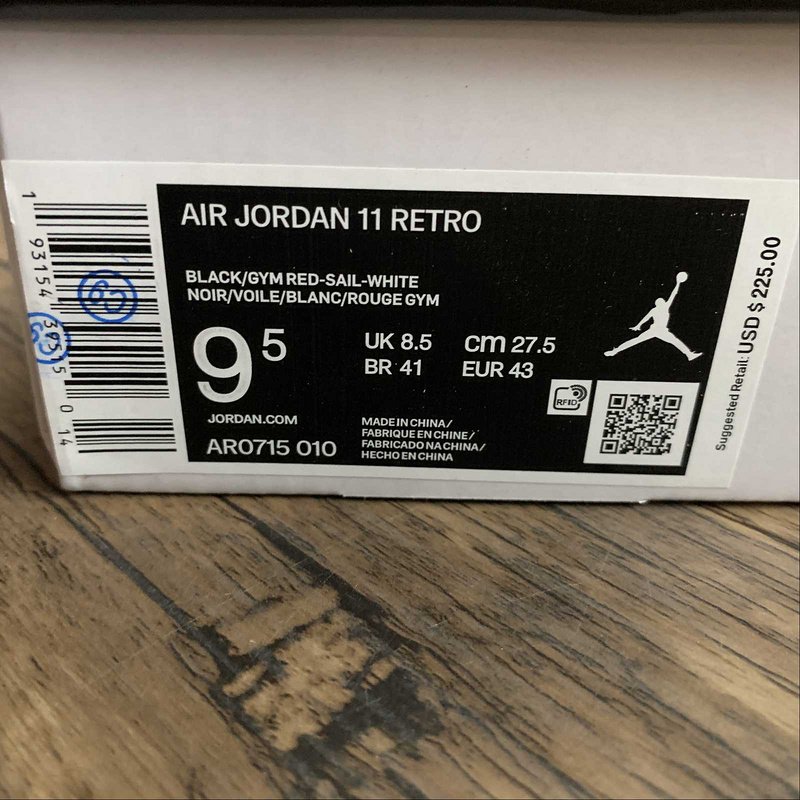 AIR JORDAN 11 RETRO
BLACK/GYM RED-SAIL-WHITE
NOIR/VOILE/BLANC/ROUGE GYM
9 5
UK 8.5 cm 27.5
BR 41 EUR 43
JORDAN.COM
AR0715 010
MADE IN CHINA/
FABRIQUE EN CHINE/
FABRICADO NA CHINA/
HECHO EN CHINA
RFID
Suggested Retail: USD $ 225.00